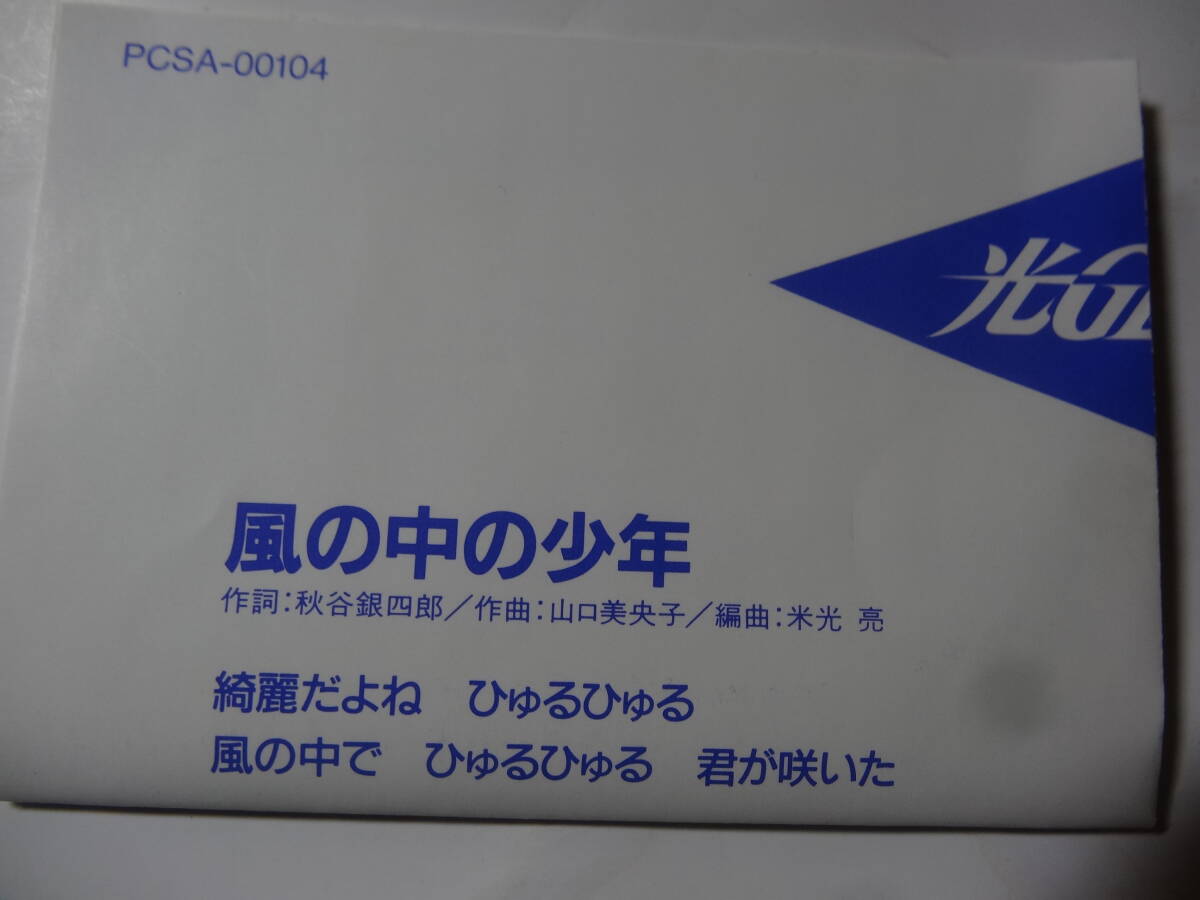 PCSA-00104
光G
風の中の少年
作詞:秋谷銀四郎/作曲:山口美央子/編曲:米光 亮
綺麗だよね ひゅるひゅる
風の中で ひゅるひゅる 君が咲いた